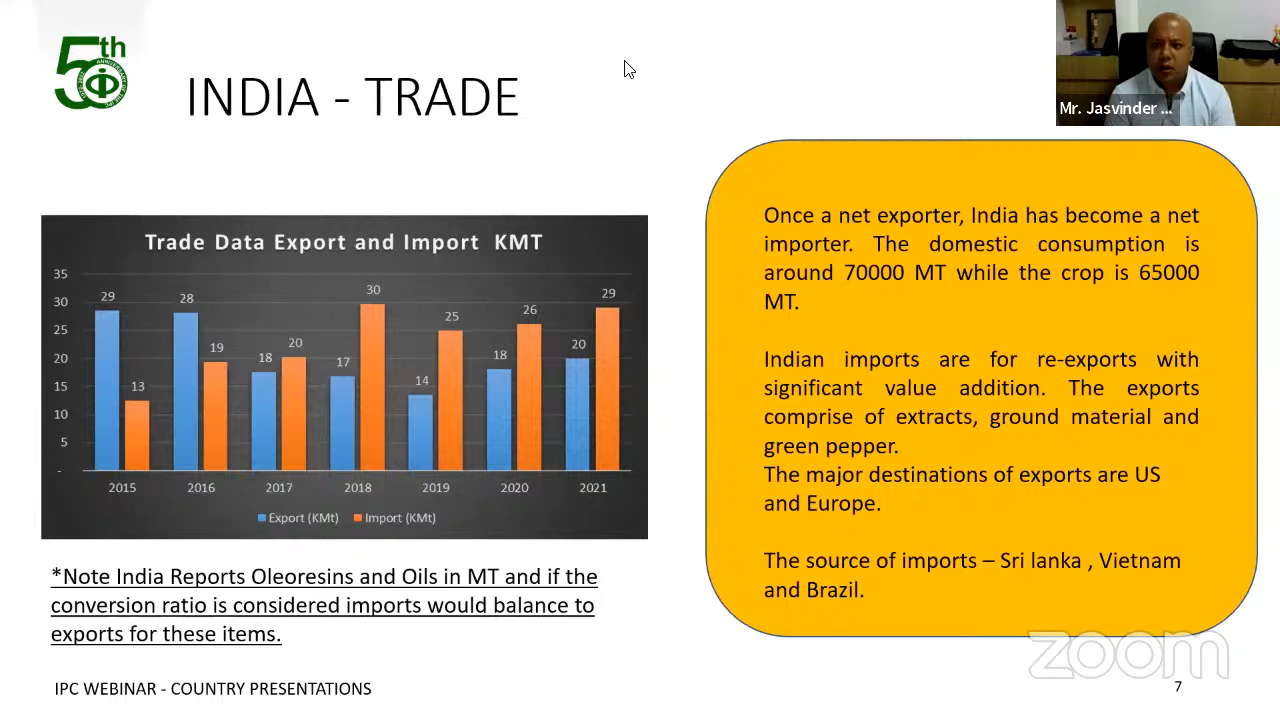 5th
INDIA - TRADE
Mr. Jasvinder ...
Trade Data Export and Import KMT
35
30
25
20
15
10
5
-
29
13
28
19
18
20
17
30
14
25
18
26
20
29
2015 2016 2017 2018 2019 2020 2021
Export (KMt) Import (KMt)
*Note India Reports Oleoresins and Oils in MT and if the
conversion ratio is considered imports would balance to
exports for these items.
Once a net exporter, India has become a net
importer. The domestic consumption is
around 70000 MT while the crop is 65000
MT.
Indian imports are for re-exports with
significant value addition. The exports
comprise of extracts, ground material and
green pepper.
The major destinations of exports are US
and Europe.
The source of imports – Sri lanka , Vietnam
and Brazil.
zoom
IPC WEBINAR - COUNTRY PRESENTATIONS
7